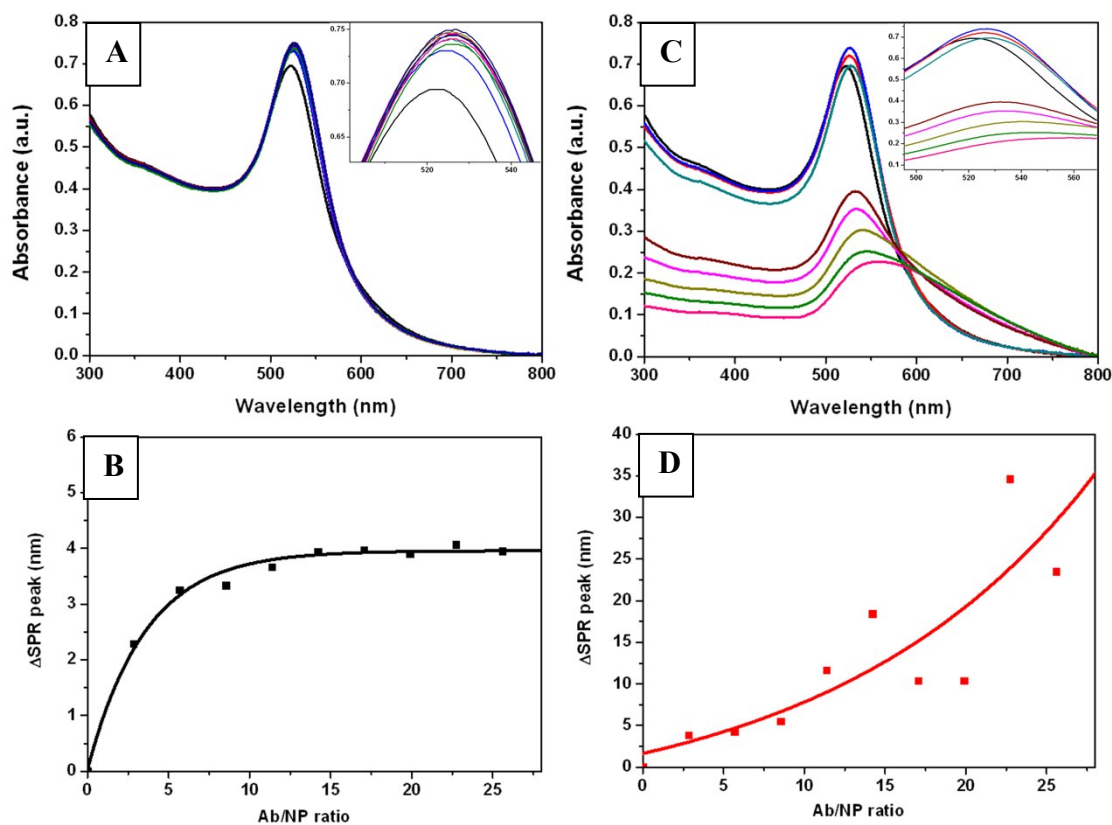 A
0.8
0.7
0.6
0.5
0.4
0.3
0.2
0.1
0.0
Absorbance (a.u.)
300 400 500 600 700 800
Wavelength (nm)
0.75
0.70
0.65
520 540
C
0.8
0.7
0.6
0.5
0.4
0.3
0.2
0.1
0.0
Absorbance (a.u.)
300 400 500 600 700 800
Wavelength (nm)
0.7
0.6
0.5
0.4
0.3
0.2
0.1
500 520 540 560
B
6
5
4
3
2
1
0
ΔSPR peak (nm)
0 5 10 15 20 25
Ab/NP ratio
D
40
35
30
25
20
15
10
5
0
ΔSPR peak (nm)
0 5 10 15 20 25
Ab/NP ratio